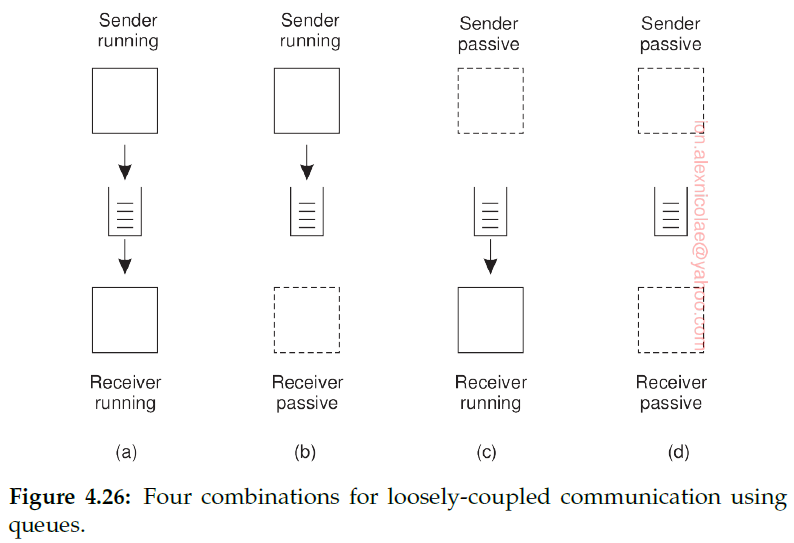 Sender
running
Sender
running
Sender
passive
Sender
passive
ion.alexnicolae@yahoo.com
Receiver
running
Receiver
passive
Receiver
running
Receiver
passive
(a)
(b)
(c)
(d)
Figure 4.26: Four combinations for loosely-coupled communication using
queues.